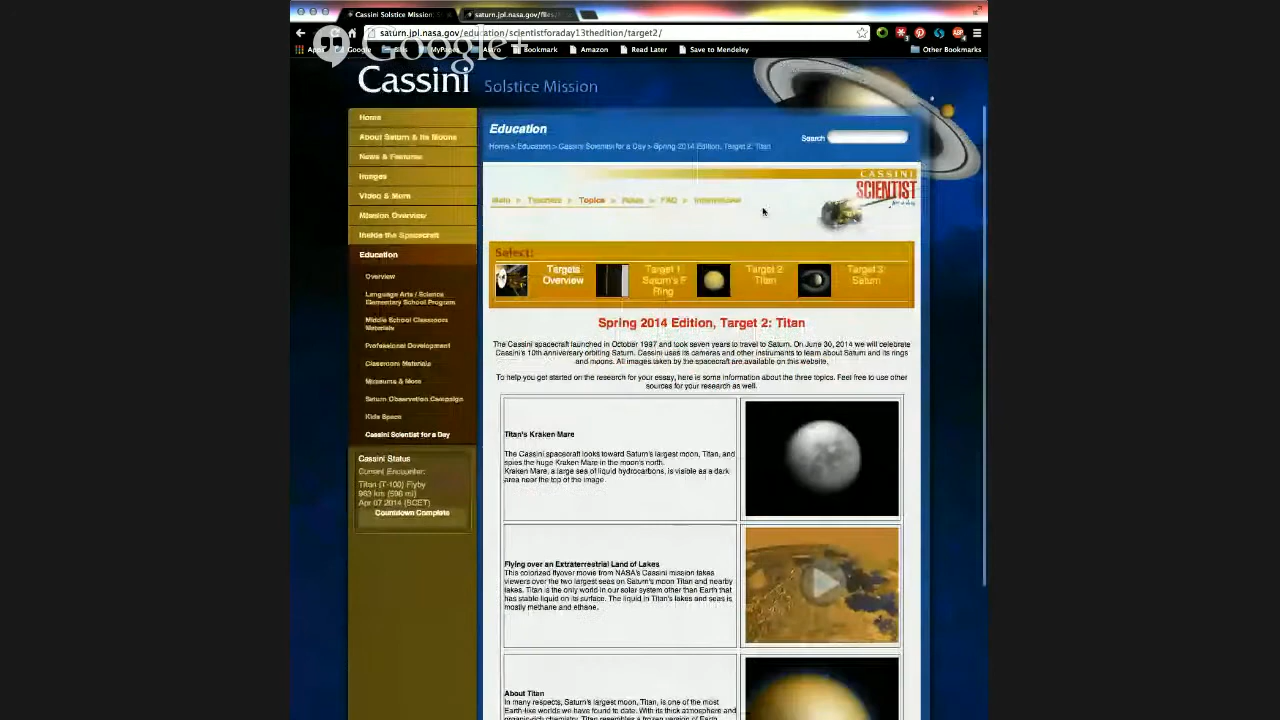 Cassini Solstice Mission:
saturn.jpl.nasa.gov/files/
saturn.jpl.nasa.gov/education/scientistforaday13thedition/target2/
Apps Google Bills MyPages Astro Bookmark Amazon Read Later Save to Mendeley Other Bookmarks
Google+
Cassini Solstice Mission
Home
About Saturn & Its Moons
News & Features
Images
Video & More
Mission Overview
Inside the Spacecraft
Education
Overview
Language Arts / Science
Elementary School Program
Middle School Classroom
Materials
Professional Development
Classroom Materials
Museums & More
Saturn Observation Campaign
Kids Space
Cassini Scientist for a Day
Cassini Status
Current Encounter:
Titan (T-100) Flyby
963 km (598 mi)
Apr 07 2014 (SCET)
Countdown Complete
Education
Search
Home > Education > Cassini Scientist for a Day > Spring 2014 Edition, Target 2: Titan
CASSINI
SCIENTIST
for a day
Main > Teachers > Topics > Rules > FAQ > International
Select:
Targets
Overview
Target 1
Saturn's F
Ring
Target 2
Titan
Target 3
Saturn
Spring 2014 Edition, Target 2: Titan
The Cassini spacecraft launched in October 1997 and took seven years to travel to Saturn. On June 30, 2014 we will celebrate
Cassini's 10th anniversary orbiting Saturn. Cassini uses its cameras and other instruments to learn about Saturn and its rings
and moons. All images taken by the spacecraft are available on this website.
To help you get started on the research for your essay, here is some information about the three topics. Feel free to use other
sources for your research as well.
Titan's Kraken Mare
The Cassini spacecraft looks toward Saturn's largest moon, Titan, and
spies the huge Kraken Mare in the moon's north.
Kraken Mare, a large sea of liquid hydrocarbons, is visible as a dark
area near the top of the image.
Flying over an Extraterrestrial Land of Lakes
This colorized flyover movie from NASA's Cassini mission takes
viewers over the two largest seas on Saturn's moon Titan and nearby
lakes. Titan is the only world in our solar system other than Earth that
has stable liquid on its surface. The liquid in Titan's lakes and seas is
mostly methane and ethane.
About Titan
In many respects, Saturn's largest moon, Titan, is one of the most
Earth-like worlds we have found to date. With its thick atmosphere and
organic-rich chemistry, Titan resembles a frozen version of Earth